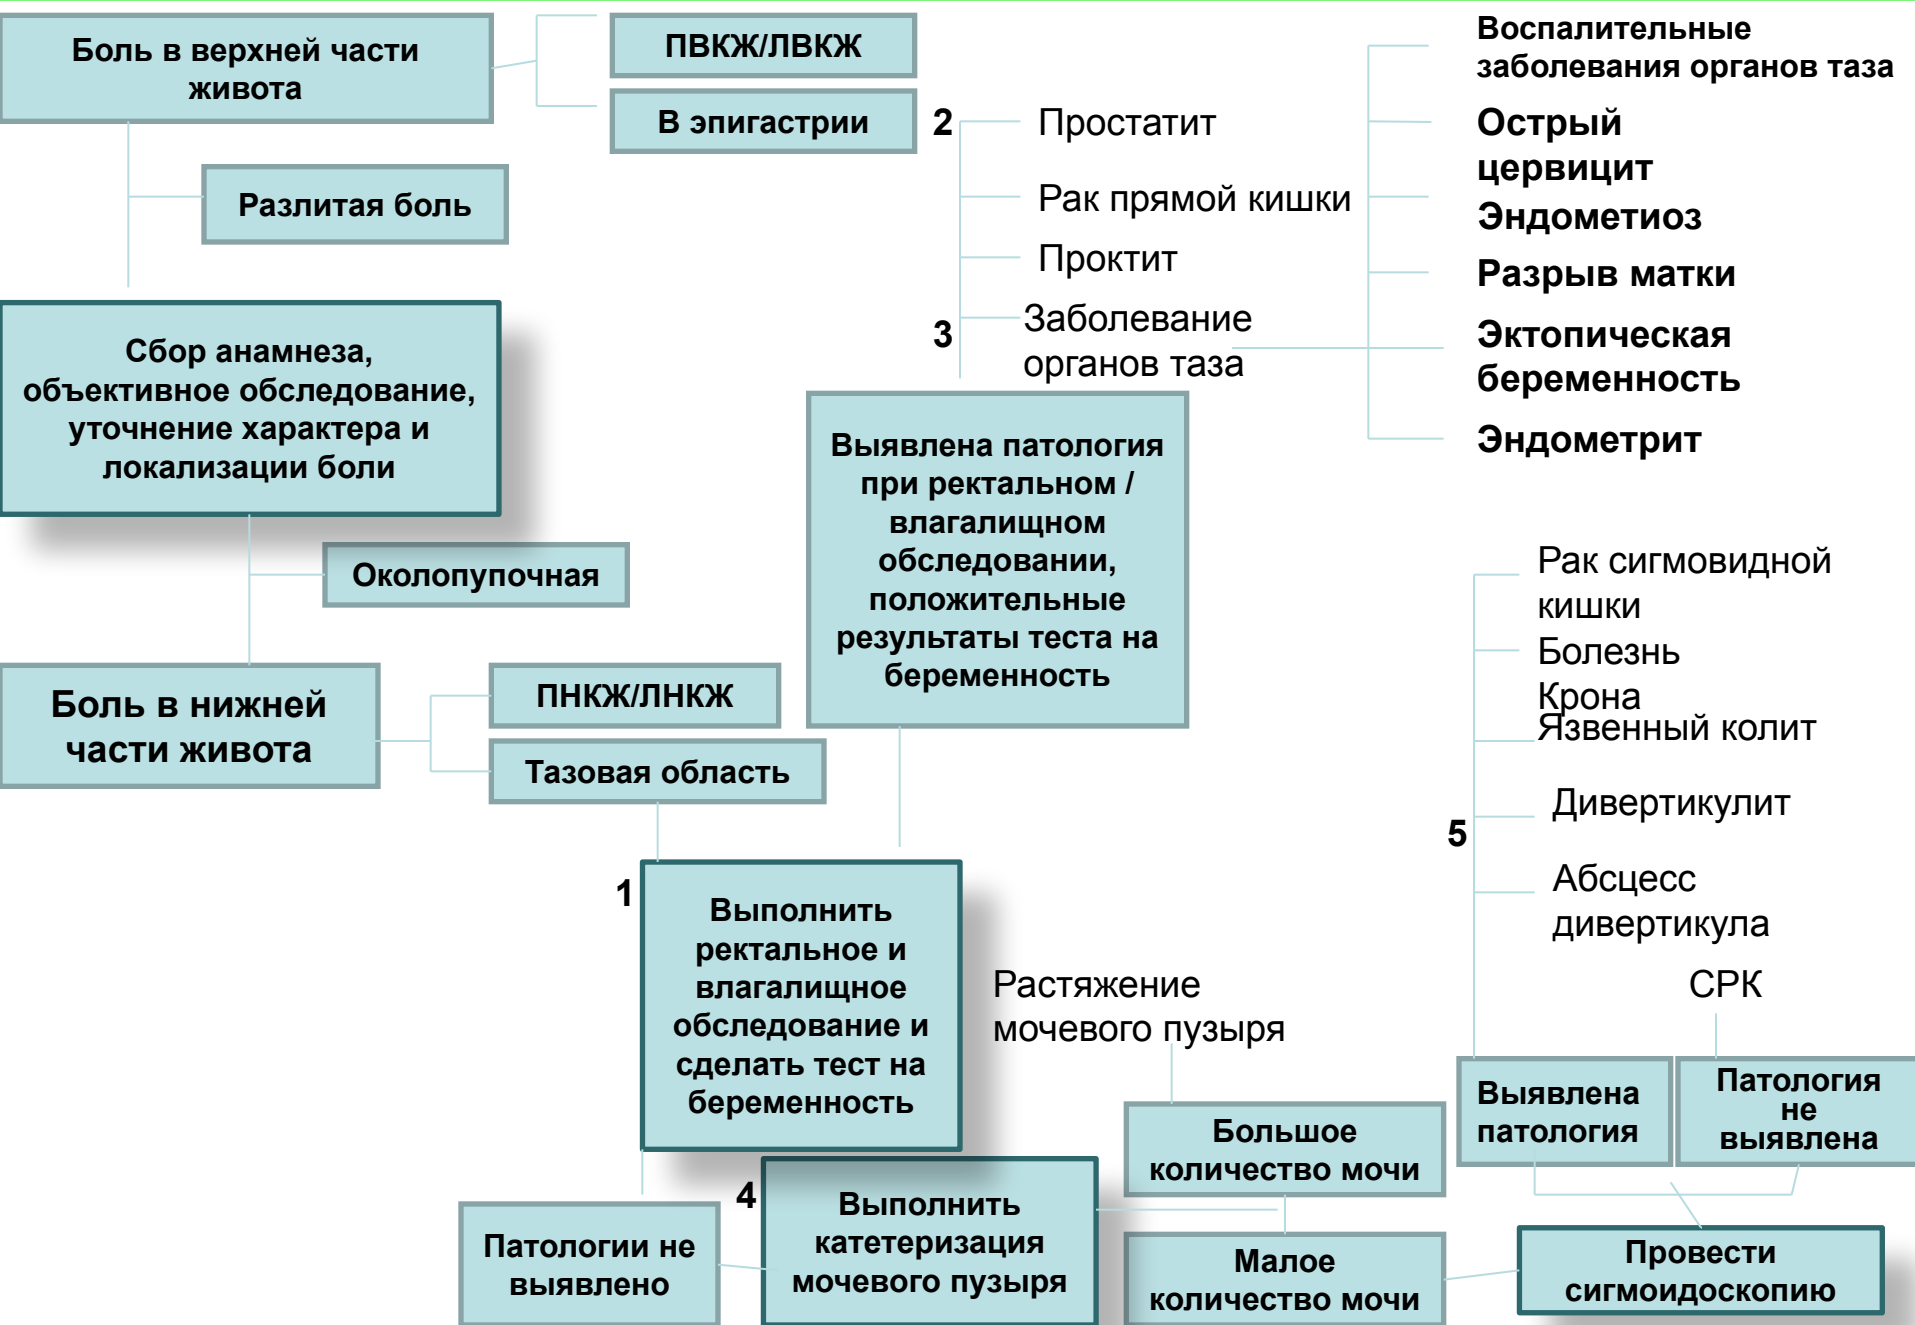 Боль в верхней части
живота
ПВКЖ/ЛВКЖ
В эпигастрии
Разлитая боль
Сбор анамнеза,
объективное обследование,
уточнение характера и
локализации боли
Околопупочная
Боль в нижней
части живота
ПНКЖ/ЛНКЖ
Тазовая область
1
Выполнить
ректальное и
влагалищное
обследование и
сделать тест на
беременность
Выявлена патология
при ректальном /
влагалищном
обследовании,
положительные
результаты теста на
беременность
2
Простатит
Рак прямой кишки
Проктит
3
Заболевание
органов таза
Воспалительные
заболевания органов таза
Острый
цервицит
Эндометиоз
Разрыв матки
Эктопическая
беременность
Эндометрит
Патологии не
выявлено
4
Выполнить
катетеризация
мочевого пузыря
Растяжение
мочевого пузыря
Большое
количество мочи
Малое
количество мочи
Провести
сигмоидоскопию
Выявлена
патология
Патология
не
выявлена
СРК
5
Рак сигмовидной
кишки
Болезнь
Крона
Язвенный колит
Дивертикулит
Абсцесс
дивертикула